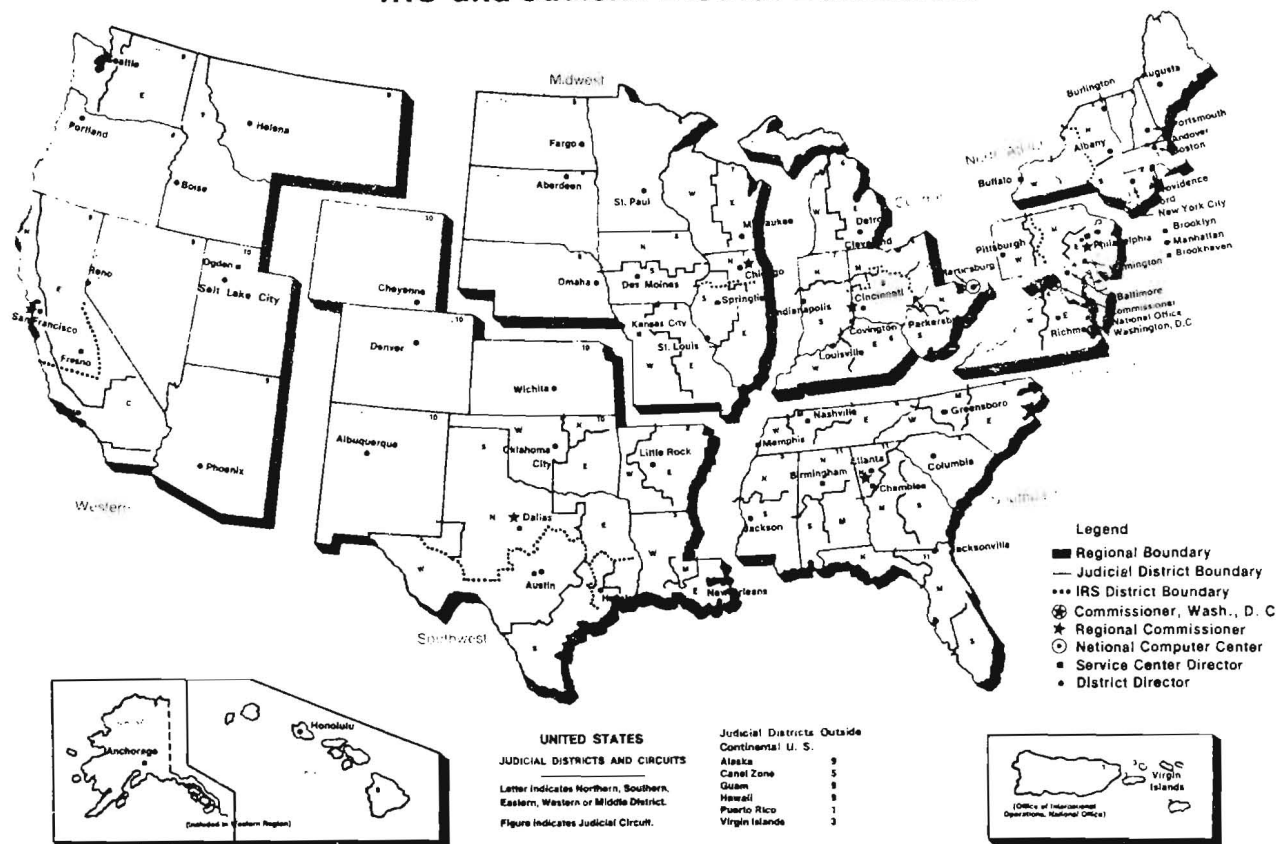 Midwest
Seattle
Portland
Helena
Boise
Fargo
Aberdeen
St. Paul
Burlington
Augusta
Portsmouth
Andover
Boston
Albany
Buffalo
Providence
New York City
Brooklyn
Manhattan
Brookhaven
Pittsburgh
Philadelphia
Baltimore
Commissioner
National Office
Washington, D.C
Cleveland
Chicago
Ogden
Salt Lake City
Reno
San Francisco
Fresno
Cheyenne
Omaha
Des Moines
Indianapolis
Cincinnati
Kansas City
St. Louis
Covington
Louisville
Denver
Wichita
Nashville
Greensboro
Memphis
Albuquerque
Oklahoma
City
Little Rock
Birmingham
Atlanta
Columbia
Chamblee
Phoenix
Western
Dallas
Jackson
Jacksonville
Austin
New Orleans
Southwest
Legend
Regional Boundary
Judicial District Boundary
IRS District Boundary
Commissioner, Wash., D. C
Regional Commissioner
National Computer Center
Service Center Director
District Director
Anchorage
Honolulu
(Included in Western Region)
UNITED STATES
JUDICIAL DISTRICTS AND CIRCUITS
Letter indicates Northern, Southern,
Eastern, Western or Middle District.
Figure indicates Judicial Circuit.
Judicial Districts Outside
Continental U. S.
Alaska 9
Canal Zone 5
Guam 9
Hawaii 9
Puerto Rico 1
Virgin Islands 3
Virgin
Islands
(Office of International
Operations, National Office)